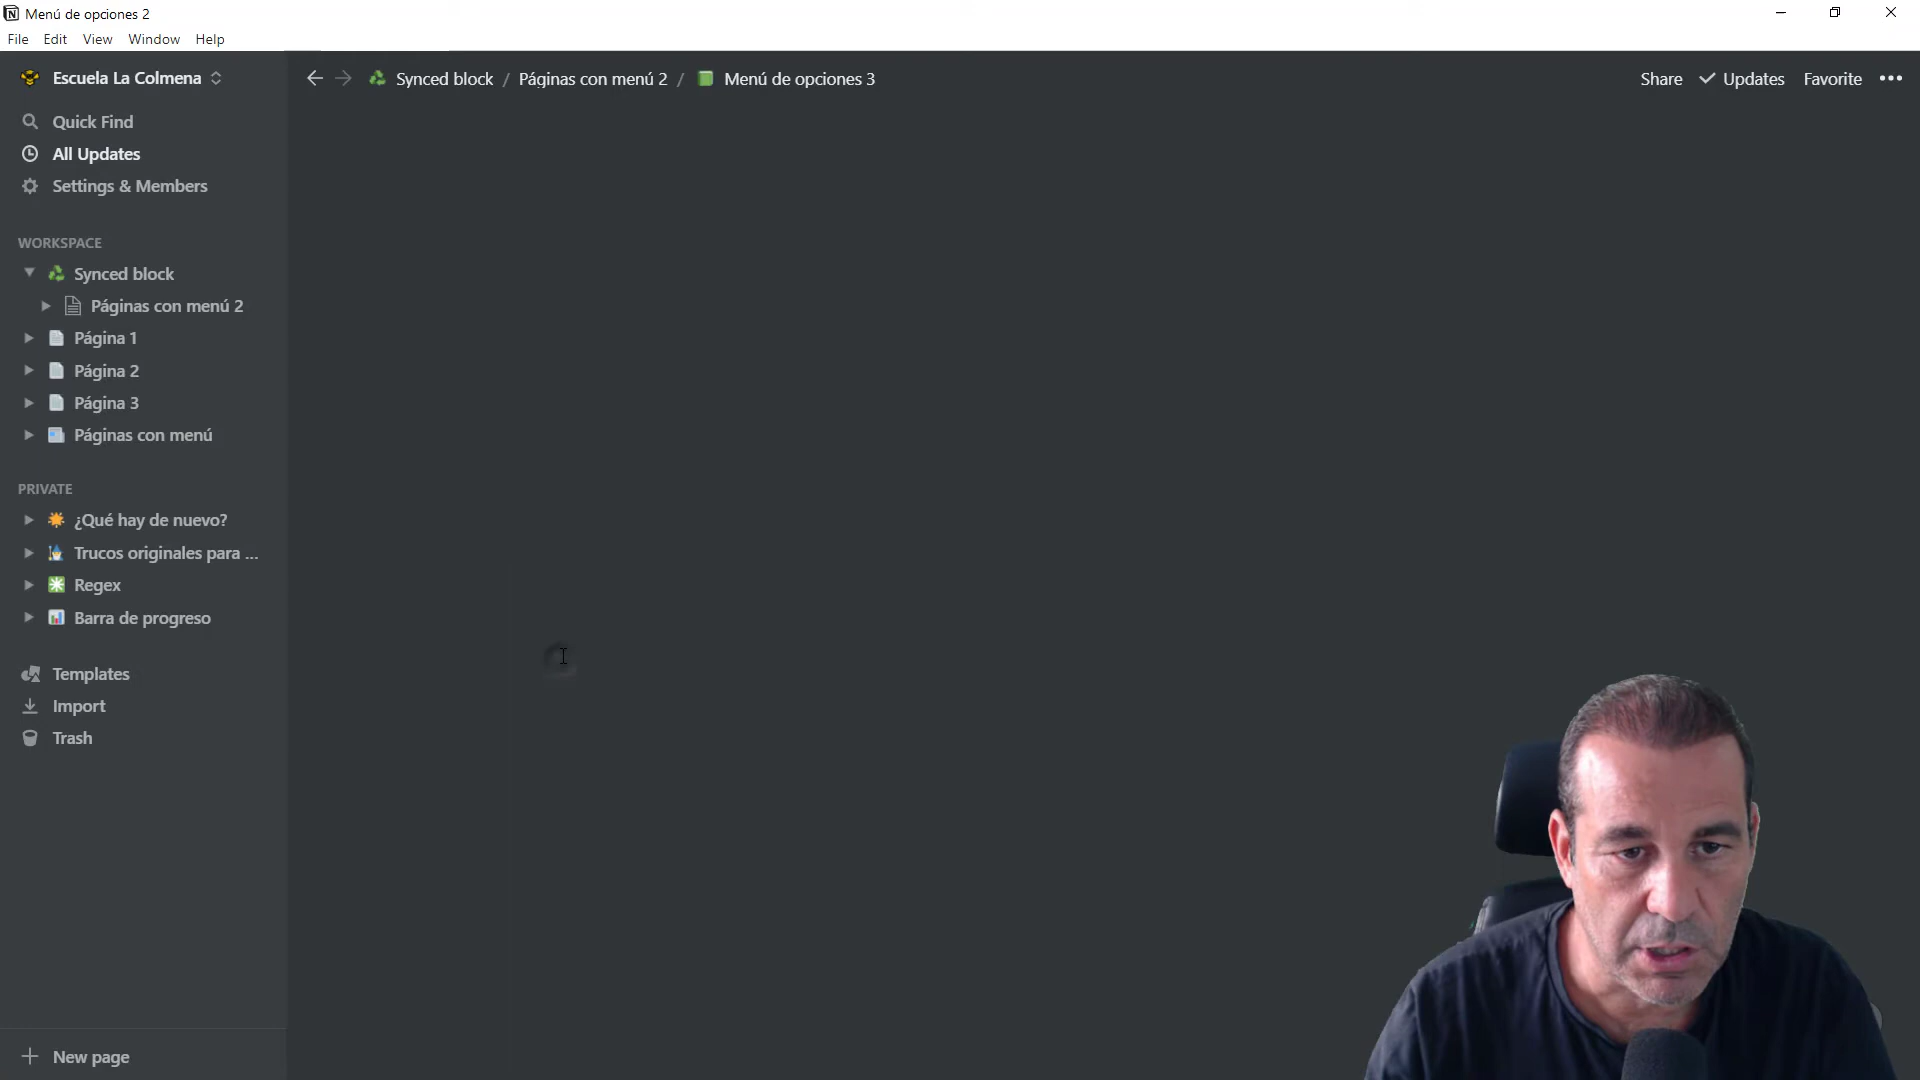 Menú de opciones 2
File Edit View Window Help
Escuela La Colmena
Synced block / Páginas con menú 2 / Menú de opciones 3
Share Updates Favorite
Quick Find
All Updates
Settings & Members
WORKSPACE
Synced block
Páginas con menú 2
Página 1
Página 2
Página 3
Páginas con menú
PRIVATE
¿Qué hay de nuevo?
Trucos originales para ...
Regex
Barra de progreso
Templates
Import
Trash
New page